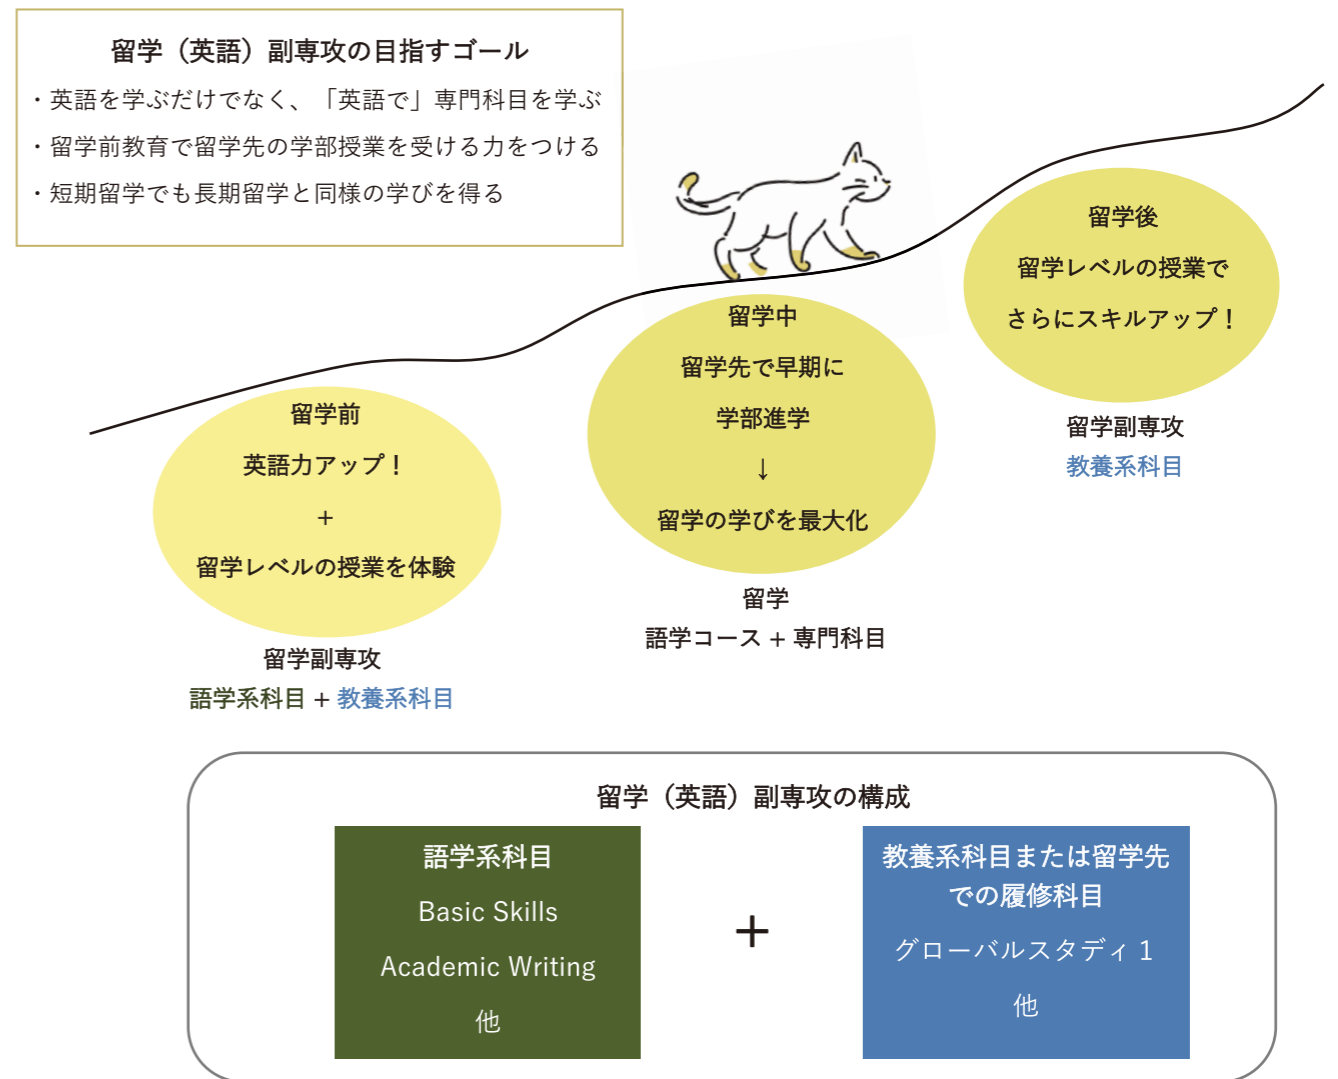 留学（英語）副専攻の目指すゴール
・英語を学ぶだけでなく、「英語で」専門科目を学ぶ
・留学前教育で留学先の学部授業を受ける力をつける
・短期留学でも長期留学と同様の学びを得る
留学前
英語力アップ！
+
留学レベルの授業を体験
留学副専攻
語学系科目 + 教養系科目
留学中
留学先で早期に
学部進学
↓
留学の学びを最大化
留学
語学コース + 専門科目
留学後
留学レベルの授業で
さらにスキルアップ！
留学副専攻
教養系科目
留学（英語）副専攻の構成
語学系科目
Basic Skills
Academic Writing
他
+
教養系科目または留学先
での履修科目
グローバルスタディ 1
他